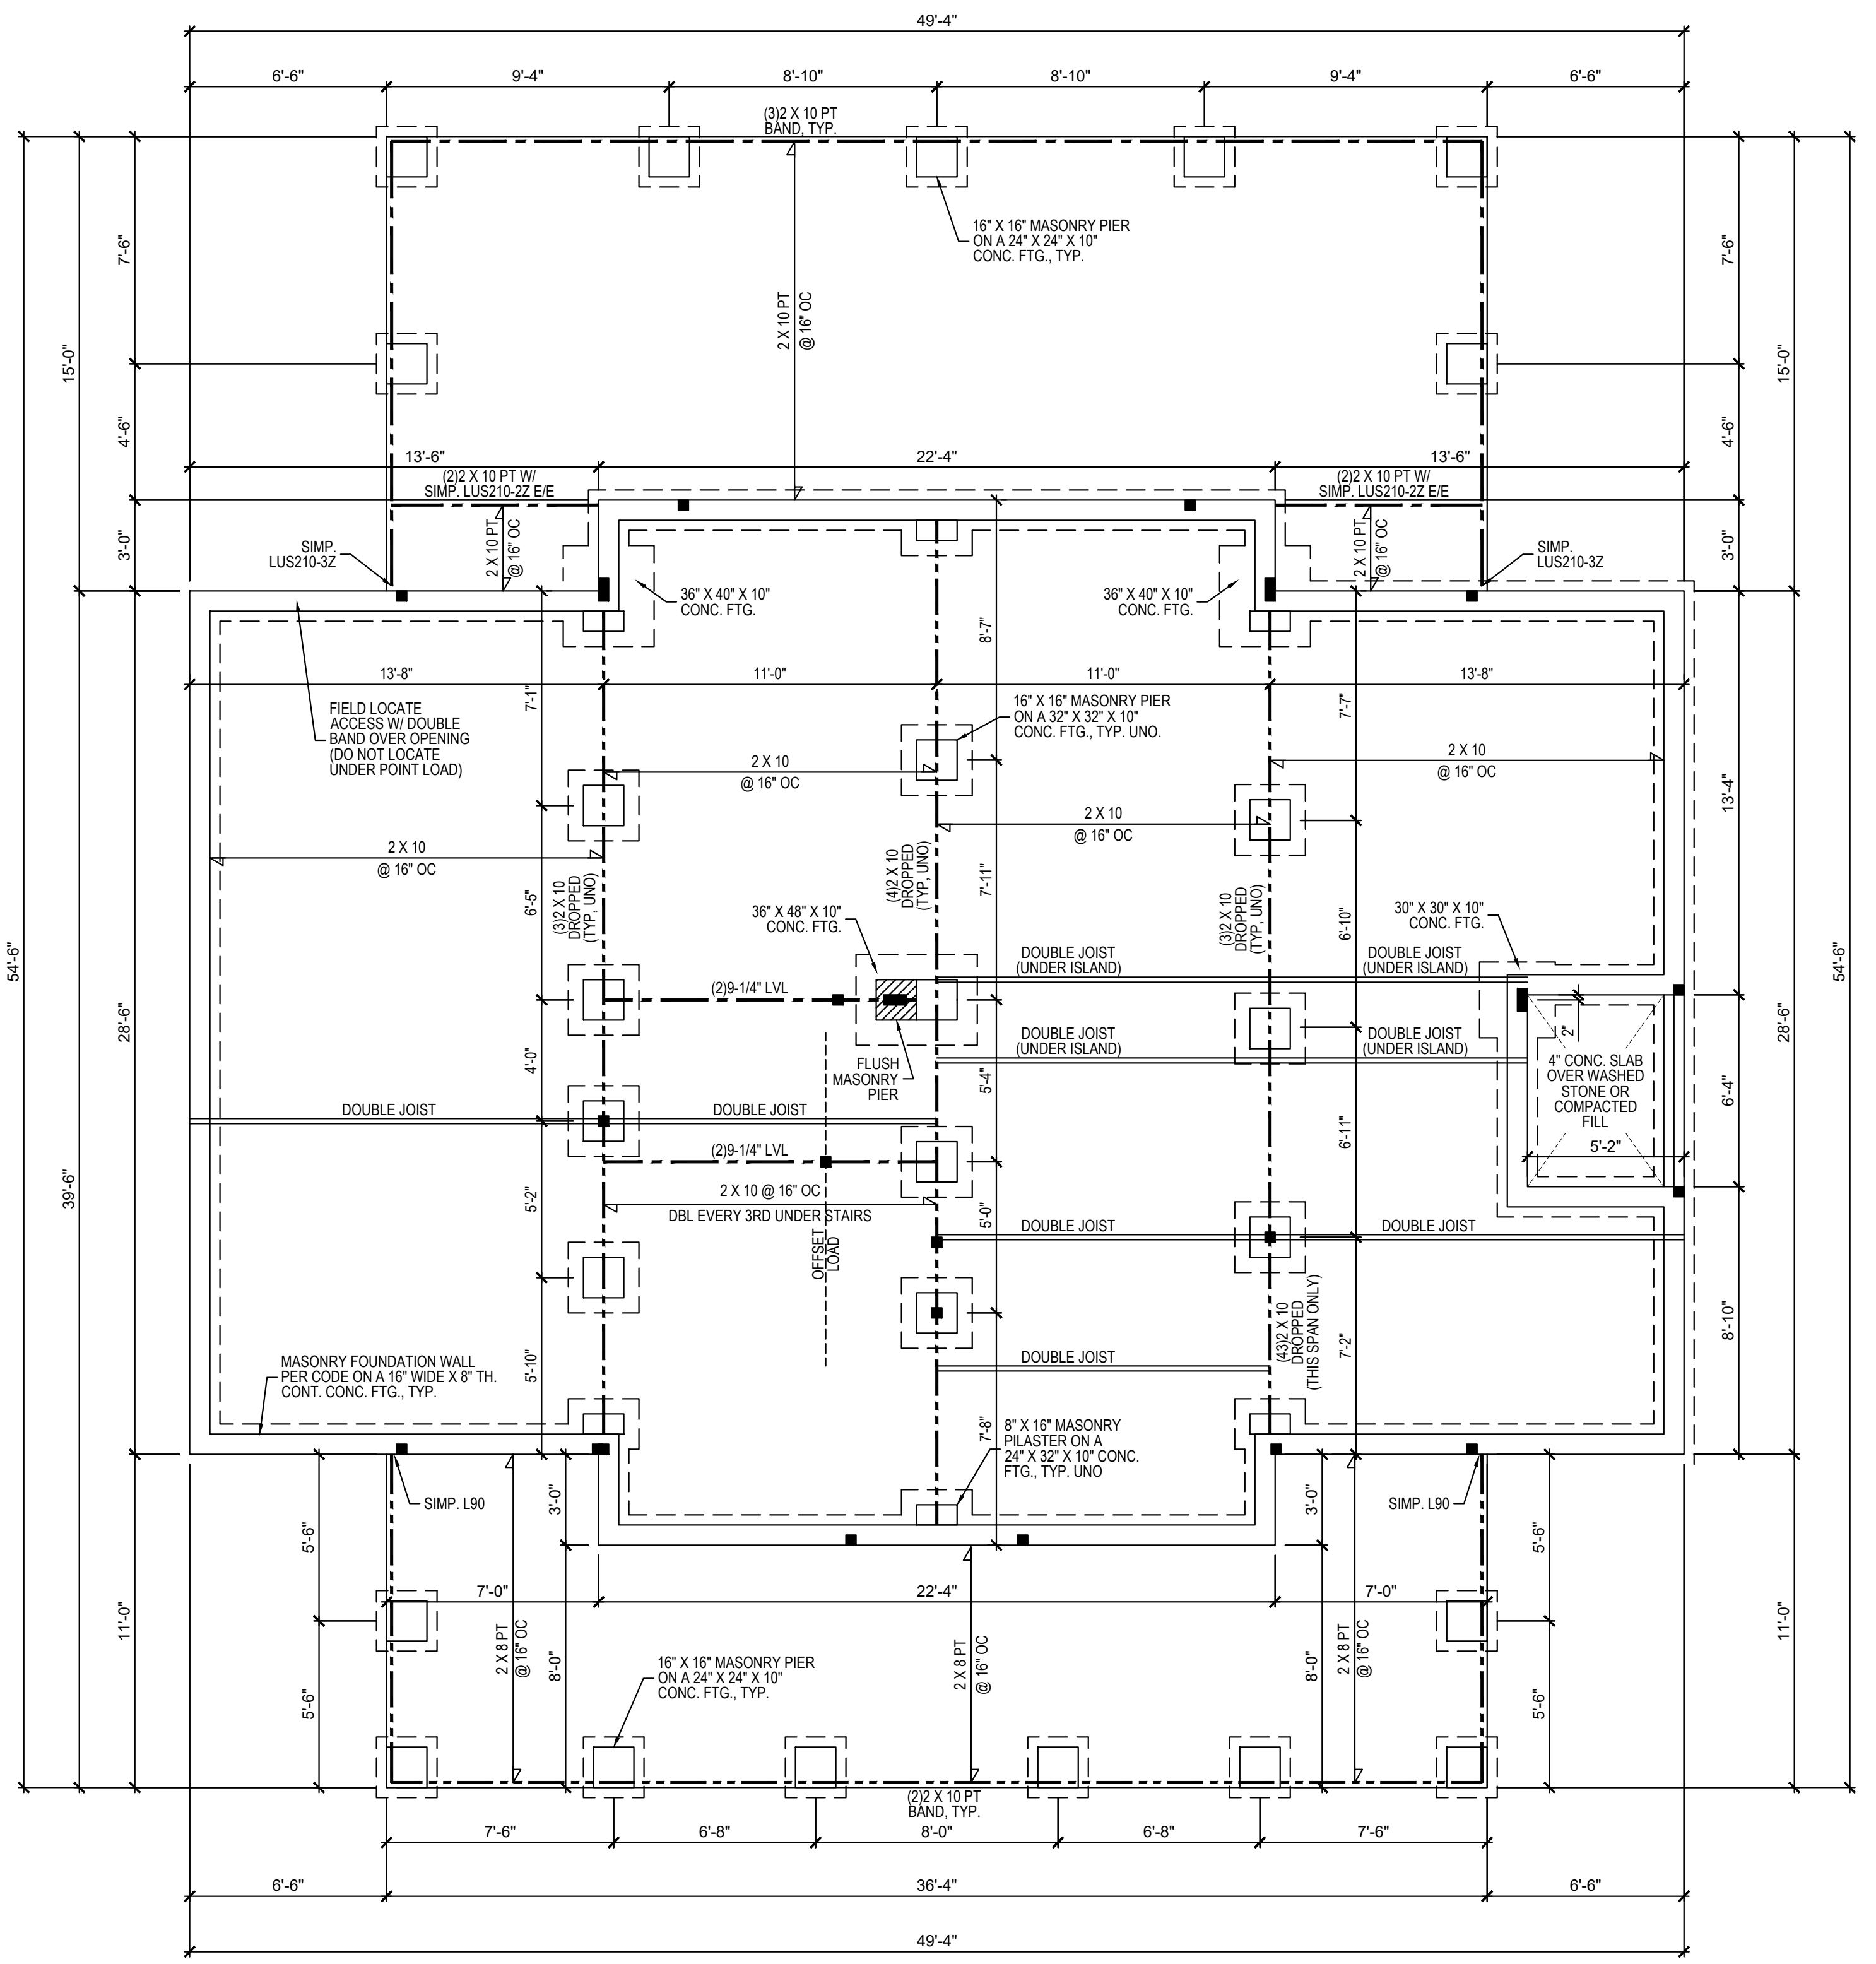 49'-4"
6'-6"
9'-4"
8'-10"
8'-10"
9'-4"
6'-6"
(3)2 X 10 PT
BAND, TYP.
16" X 16" MASONRY PIER
ON A 24" X 24" X 10"
CONC. FTG., TYP.
7'-6"
7'-6"
2 X 10 PT
@ 16" OC
15'-0"
15'-0"
4'-6"
4'-6"
13'-6"
22'-4"
13'-6"
(2)2 X 10 PT W/
SIMP. LUS210-2Z E/E
(2)2 X 10 PT W/
SIMP. LUS210-2Z E/E
3'-0"
3'-0"
SIMP.
LUS210-3Z
2 X 10 PT
@ 16" OC
2 X 10 PT
@ 16" OC
SIMP.
LUS210-3Z
36" X 40" X 10"
CONC. FTG.
36" X 40" X 10"
CONC. FTG.
8'-7"
13'-8"
11'-0"
11'-0"
13'-8"
7'-1"
7'-7"
FIELD LOCATE
ACCESS W/ DOUBLE
BAND OVER OPENING
(DO NOT LOCATE
UNDER POINT LOAD)
16" X 16" MASONRY PIER
ON A 32" X 32" X 10"
CONC. FTG., TYP. UNO.
2 X 10
@ 16" OC
2 X 10
@ 16" OC
2 X 10
@ 16" OC
2 X 10
@ 16" OC
13'-4"
(3)2 X 10
DROPPED
(TYP, UNO)
6'-5"
(4)2 X 10
DROPPED
(TYP, UNO)
7'-11"
(3)2 X 10
DROPPED
(TYP, UNO)
6'-10"
36" X 48" X 10"
CONC. FTG.
30" X 30" X 10"
CONC. FTG.
54'-6"
54'-6"
DOUBLE JOIST
(UNDER ISLAND)
DOUBLE JOIST
(UNDER ISLAND)
(2)9-1/4" LVL
28'-6"
28'-6"
4'-0"
DOUBLE JOIST
(UNDER ISLAND)
DOUBLE JOIST
(UNDER ISLAND)
2"
FLUSH
MASONRY
PIER
5'-4"
4" CONC. SLAB
OVER WASHED
STONE OR
COMPACTED
FILL
6'-4"
DOUBLE JOIST
DOUBLE JOIST
6'-11"
5'-2"
(2)9-1/4" LVL
39'-6"
5'-2"
2 X 10 @ 16" OC
DBL EVERY 3RD UNDER STAIRS
5'-0"
DOUBLE JOIST
DOUBLE JOIST
OFFSET
LOAD
(43)2 X 10
DROPPED
(THIS SPAN ONLY)
7'-2"
8'-10"
MASONRY FOUNDATION WALL
PER CODE ON A 16" WIDE X 8" TH.
CONT. CONC. FTG., TYP.
5'-10"
DOUBLE JOIST
7'-8"
8" X 16" MASONRY
PILASTER ON A
24" X 32" X 10" CONC.
FTG., TYP. UNO
SIMP. L90
SIMP. L90
3'-0"
3'-0"
5'-6"
5'-6"
7'-0"
22'-4"
7'-0"
11'-0"
11'-0"
2 X 8 PT
@ 16" OC
8'-0"
2 X 8 PT
@ 16" OC
8'-0"
2 X 8 PT
@ 16" OC
16" X 16" MASONRY PIER
ON A 24" X 24" X 10"
CONC. FTG., TYP.
5'-6"
5'-6"
(2)2 X 10 PT
BAND, TYP.
7'-6"
6'-8"
8'-0"
6'-8"
7'-6"
6'-6"
36'-4"
6'-6"
49'-4"